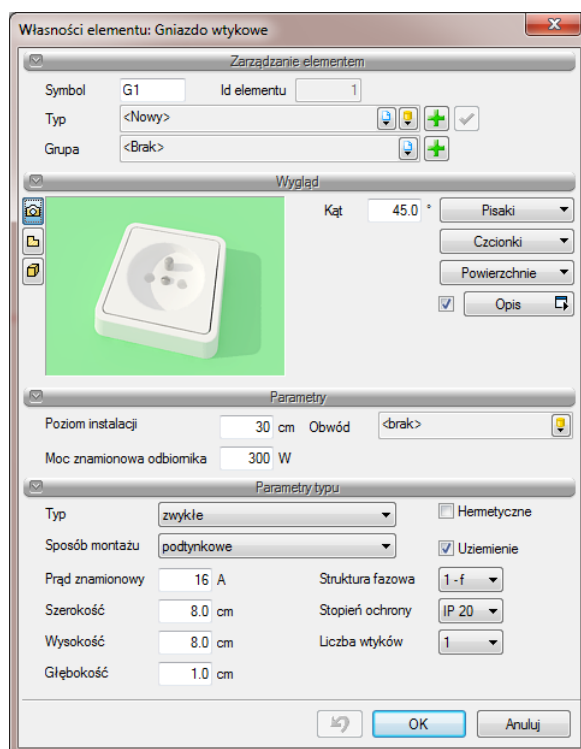 Własności elementu: Gniazdo wtykowe
Zarządzanie elementem
Symbol G1 Id elementu 1
Typ <Nowy>
Grupa <Brak>
Wygląd
Kąt 45.0 ° Pisaki
Czcionki
Powierzchnie
Opis
Parametry
Poziom instalacji 30 cm Obwód <brak>
Moc znamionowa odbiornika 300 W
Parametry typu
Typ zwykłe Hermetyczne
Sposób montażu podtynkowe Uziemienie
Prąd znamionowy 16 A Struktura fazowa 1-f
Szerokość 8.0 cm Stopień ochrony IP 20
Wysokość 8.0 cm Liczba wtyków 1
Głębokość 1.0 cm
OK Anuluj